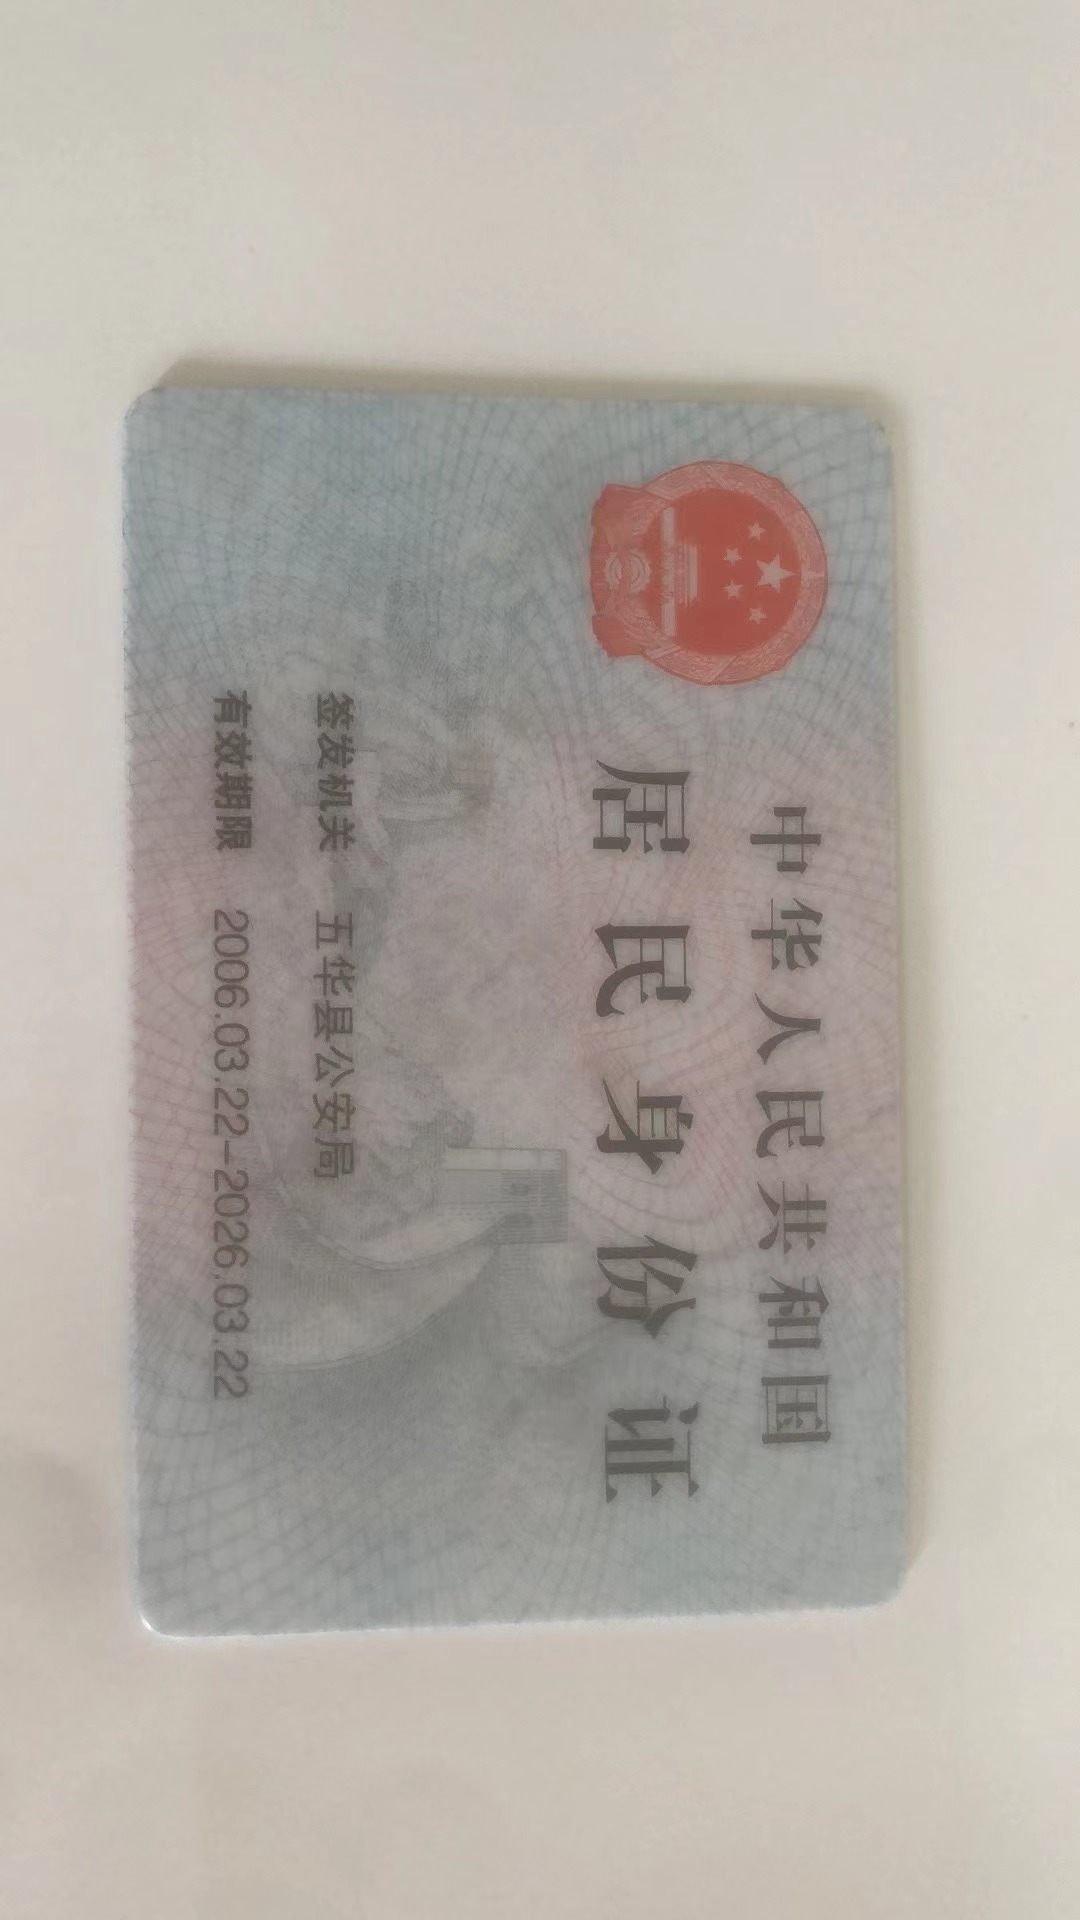 中华人民共和国
居民身份证
签发机关 五华县公安局
有效期限 2006.03.22-2026.03.22